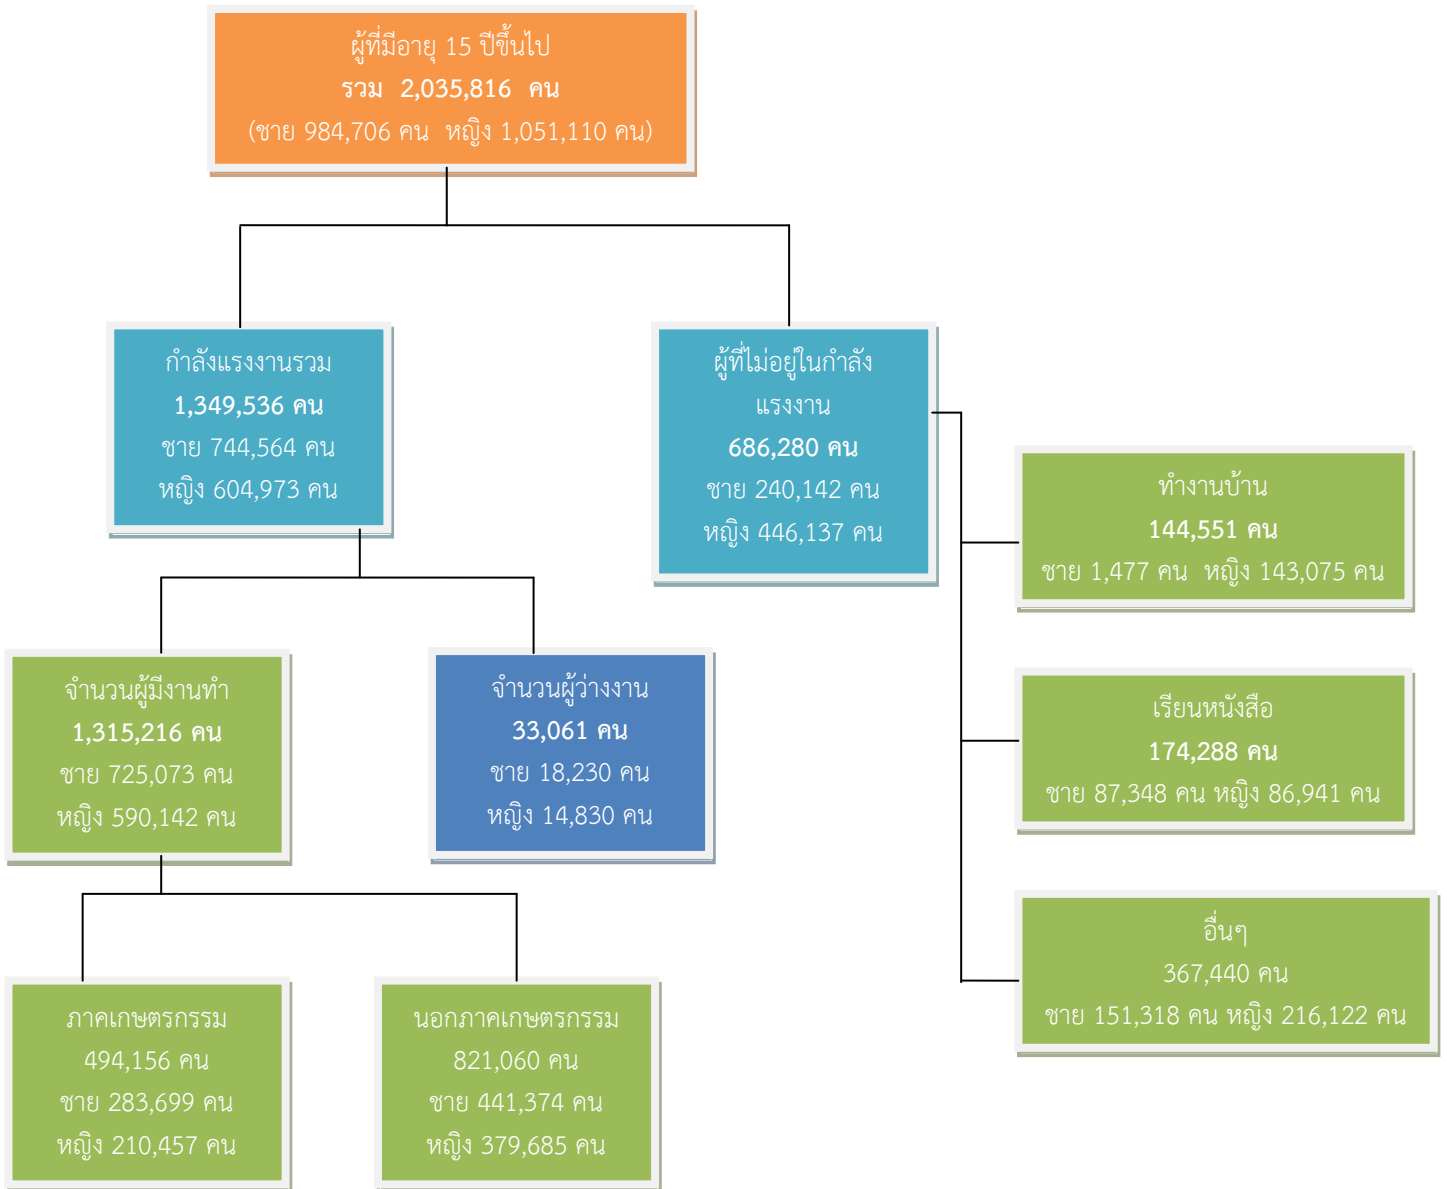 ผู้ที่มีอายุ 15 ปีขึ้นไป
รวม 2,035,816 คน
(ชาย 984,706 คน หญิง 1,051,110 คน)
กำลังแรงงานรวม
1,349,536 คน
ชาย 744,564 คน
หญิง 604,973 คน
ผู้ที่ไม่อยู่ในกำลัง
แรงงาน
686,280 คน
ชาย 240,142 คน
หญิง 446,137 คน
ทำงานบ้าน
144,551 คน
ชาย 1,477 คน หญิง 143,075 คน
เรียนหนังสือ
174,288 คน
ชาย 87,348 คน หญิง 86,941 คน
อื่นๆ
367,440 คน
ชาย 151,318 คน หญิง 216,122 คน
จำนวนผู้มีงานทำ
1,315,216 คน
ชาย 725,073 คน
หญิง 590,142 คน
จำนวนผู้ว่างงาน
33,061 คน
ชาย 18,230 คน
หญิง 14,830 คน
ภาคเกษตรกรรม
494,156 คน
ชาย 283,699 คน
หญิง 210,457 คน
นอกภาคเกษตรกรรม
821,060 คน
ชาย 441,374 คน
หญิง 379,685 คน